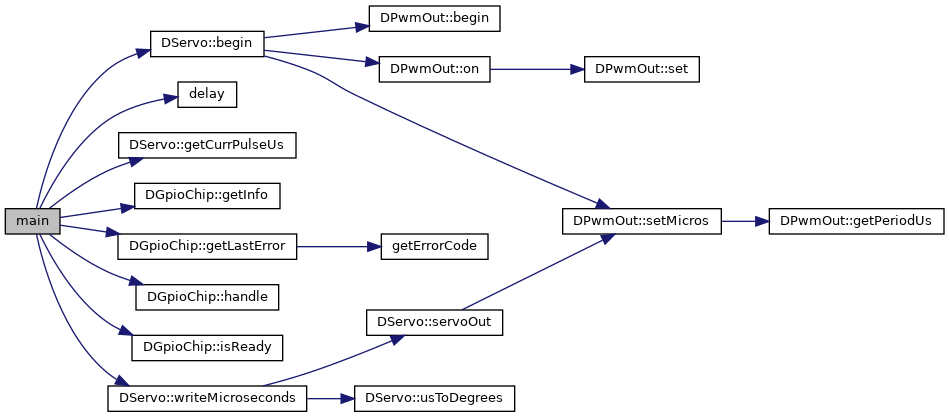 main
DServo::begin
delay
DServo::getCurrPulseUs
DGpioChip::getInfo
DGpioChip::getLastError
DGpioChip::handle
DGpioChip::isReady
DServo::writeMicroseconds
DPwmOut::begin
DPwmOut::on
getErrorCode
DServo::servoOut
DServo::usToDegrees
DPwmOut::set
DPwmOut::setMicros
DPwmOut::getPeriodUs